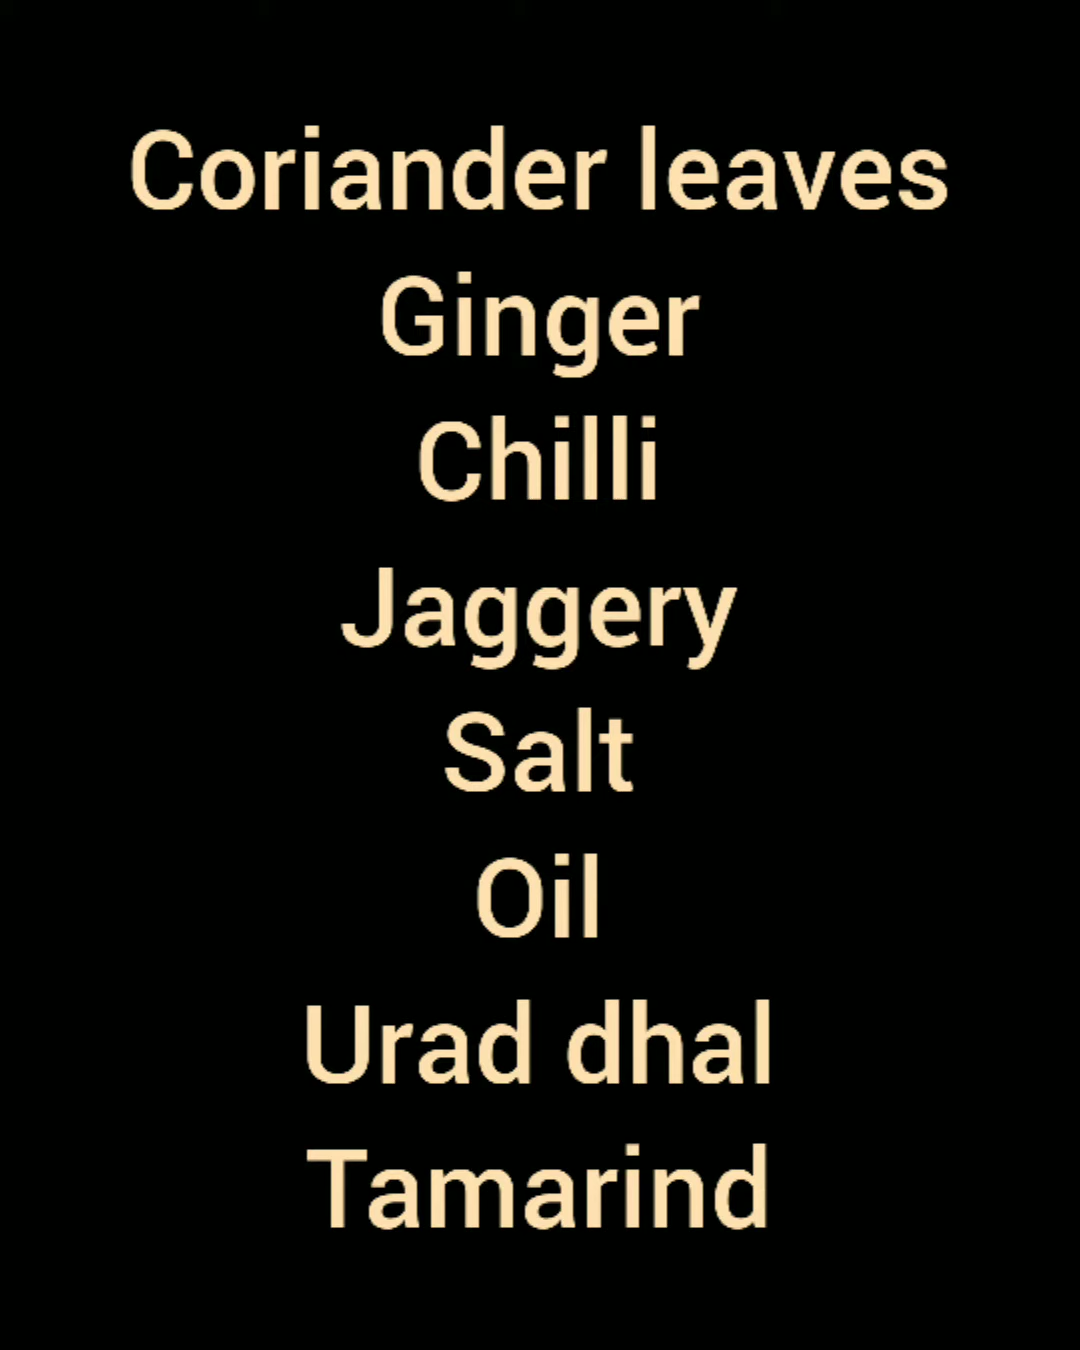 Coriander leaves
Ginger
Chilli
Jaggery
Salt
Oil
Urad dhal
Tamarind